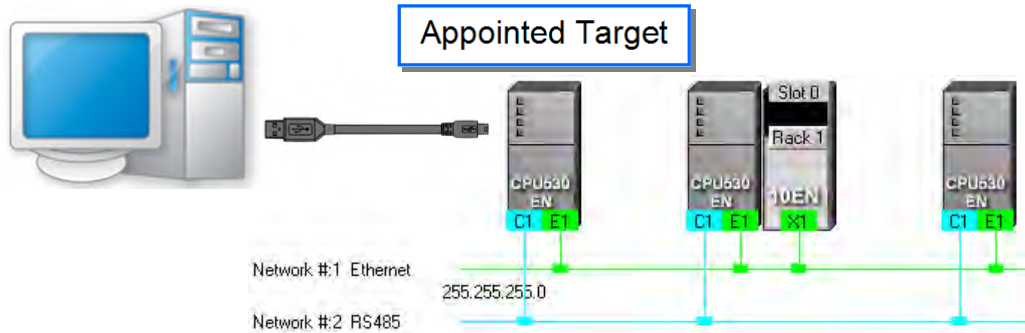 Appointed Target
Slot 0
Rack 1
CPU530
EN
C1 E1
CPU530
EN
C1 E1
10EN
X1
CPU530
EN
C1 E1
Network #:1 Ethernet
255.255.255.0
Network #:2 RS485